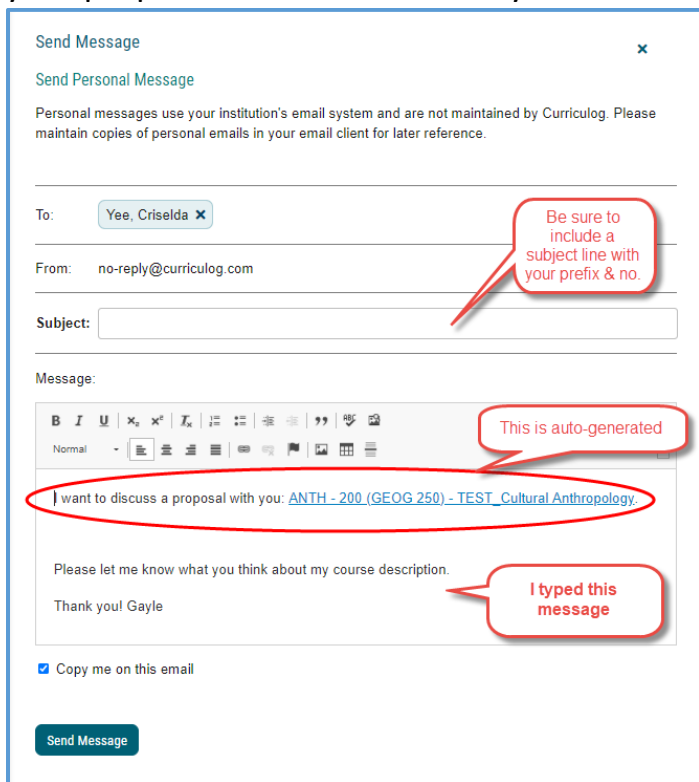 Send Message
Send Personal Message
Personal messages use your institution's email system and are not maintained by Curriculog. Please
maintain copies of personal emails in your email client for later reference.
To: Yee, Criselda ×
Be sure to
include a
subject line with
your prefix & no.
From: no-reply@curriculog.com
Subject:
Message:
Normal
This is auto-generated
I want to discuss a proposal with you: ANTH - 200 (GEOG 250) - TEST_Cultural Anthropology.
Please let me know what you think about my course description.
Thank you! Gayle
I typed this
message
Copy me on this email
Send Message